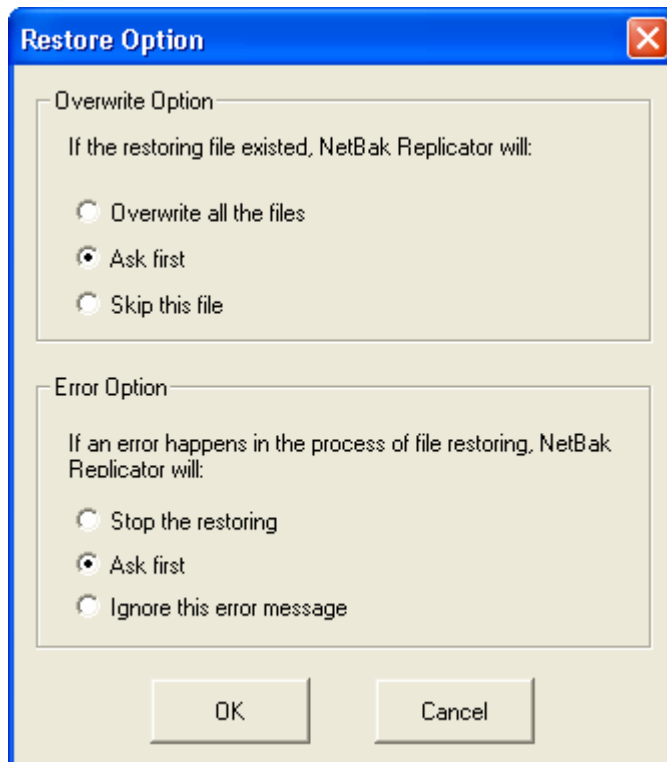 Restore Option
Overwrite Option
If the restoring file existed, NetBak Replicator will:
Overwrite all the files
Ask first
Skip this file
Error Option
If an error happens in the process of file restoring, NetBak
Replicator will:
Stop the restoring
Ask first
Ignore this error message
OK
Cancel